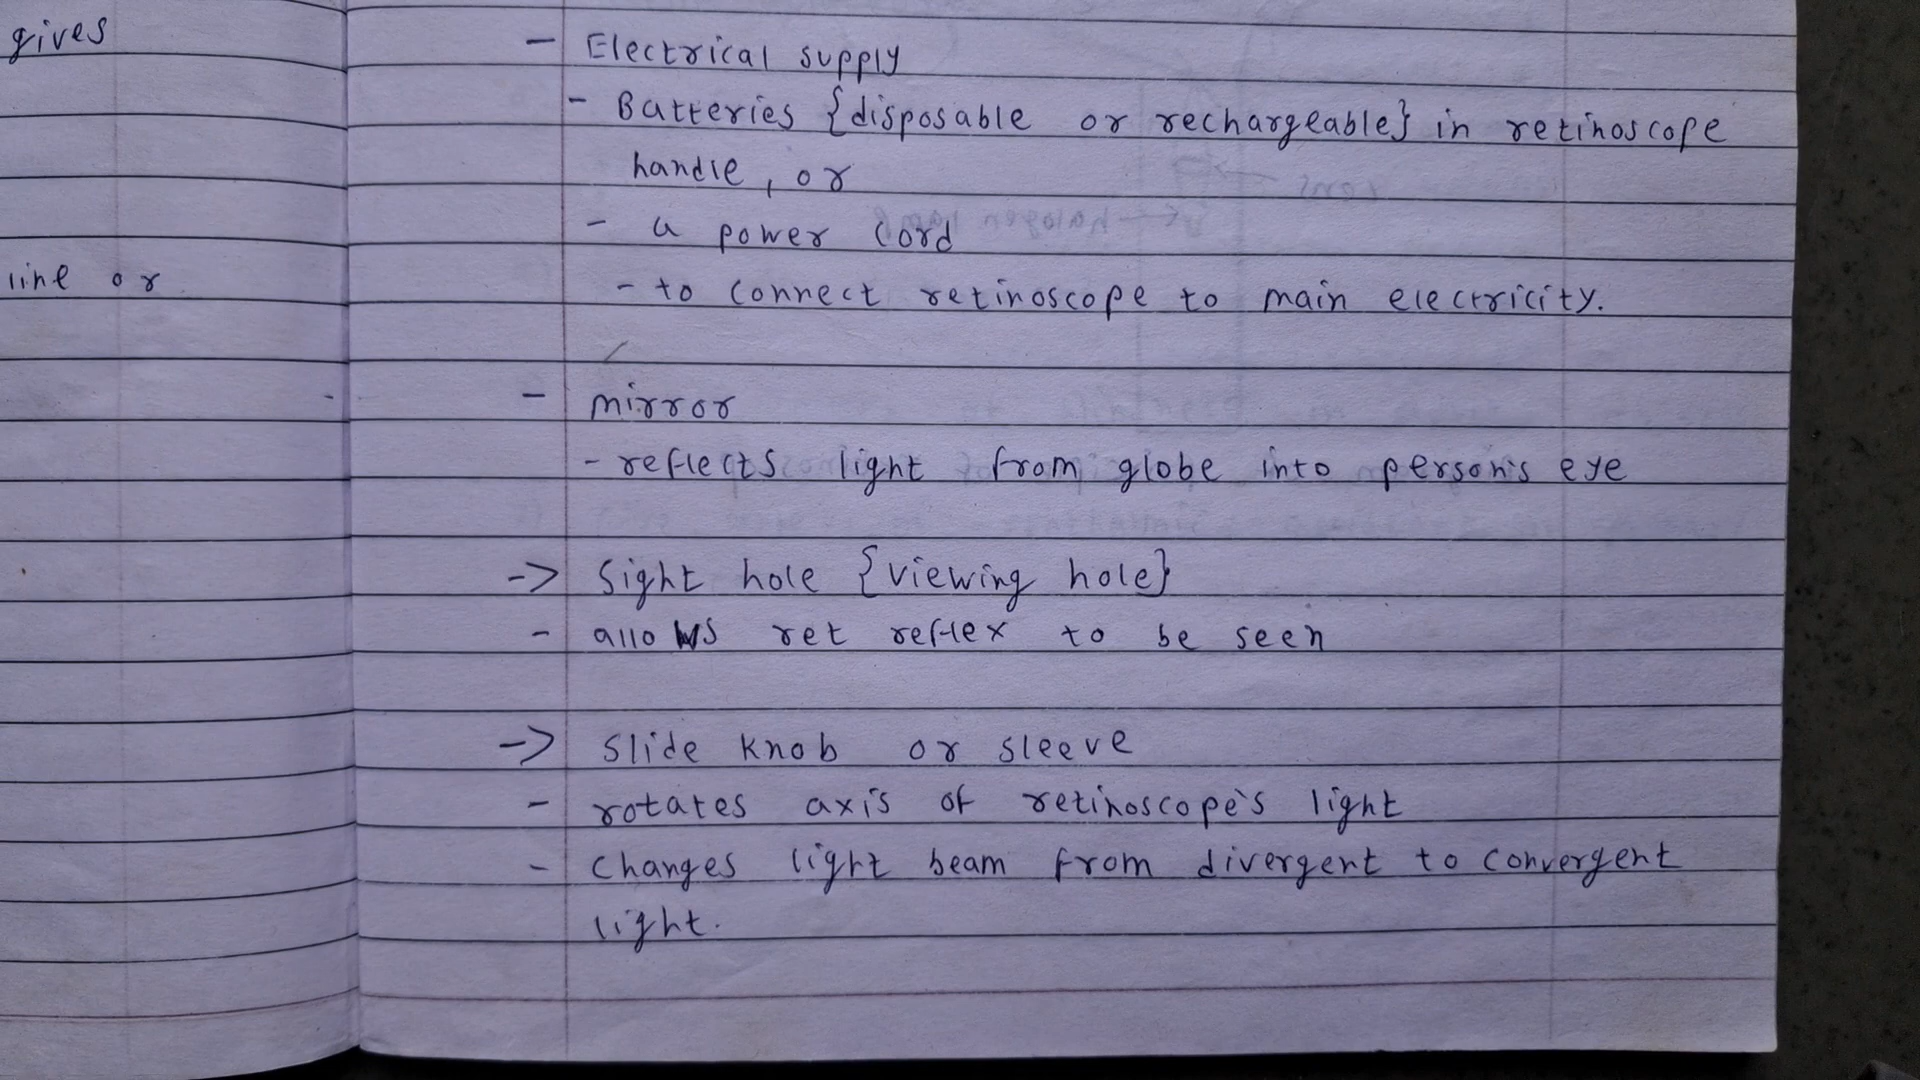 gives
line or
- Electrical supply
- Batteries {disposable or rechargeable} in retinoscope
handle, or
- a power cord
- to connect retinoscope to main electricity.
- mirror
- reflects light from globe into person's eye
-> Sight hole {viewing hole}
- allows ret reflex to be seen
-> slide knob or sleeve
- rotates axis of retinoscope's light
- changes light beam from divergent to convergent
light.